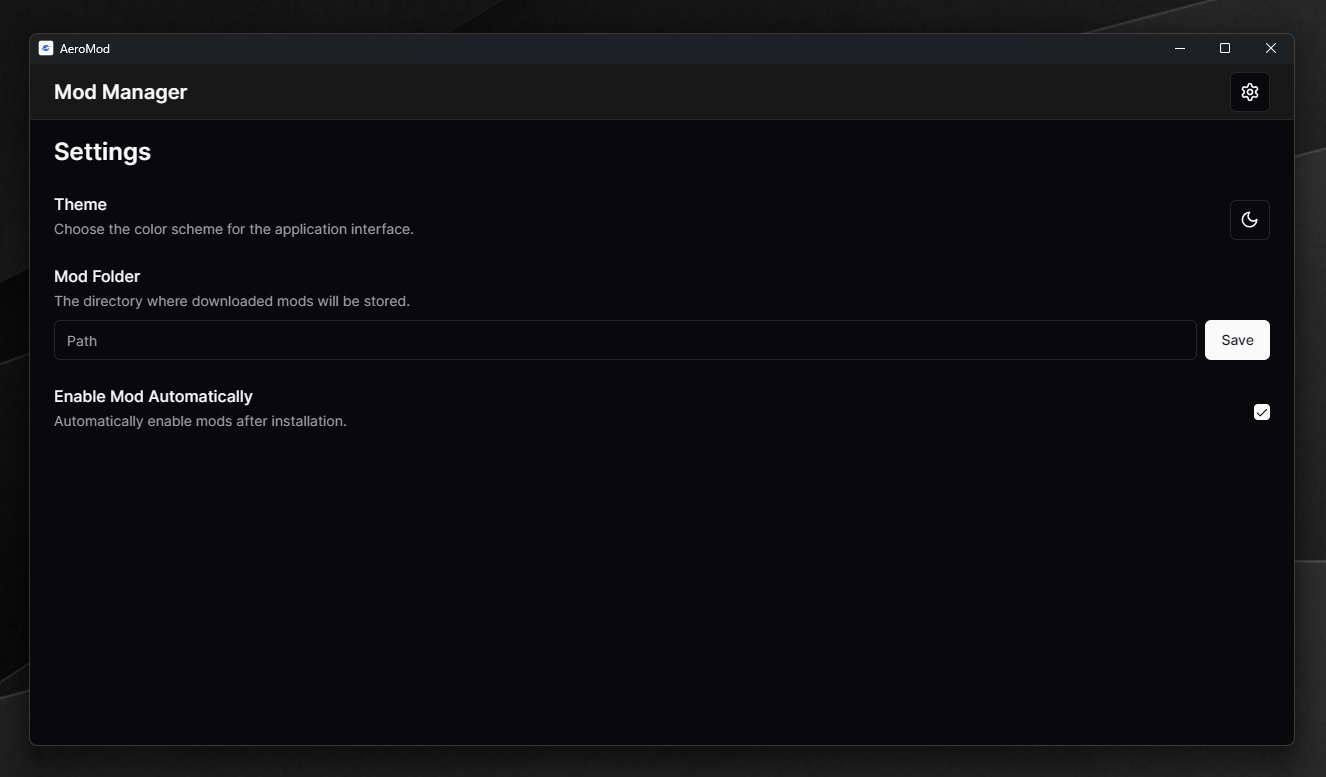 AeroMod
Mod Manager
Settings
Theme
Choose the color scheme for the application interface.
Mod Folder
The directory where downloaded mods will be stored.
Path
Save
Enable Mod Automatically
Automatically enable mods after installation.